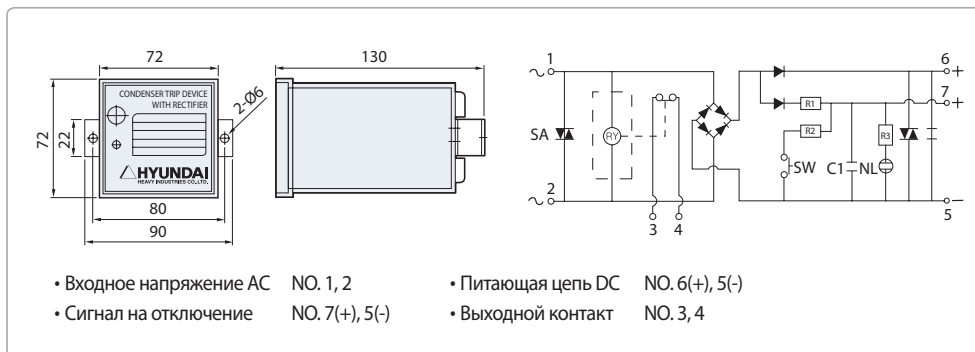 72
130
72
22
CONDENSER TRIP DEVICE
WITH RECTIFIER
2-Ø6
HYUNDAI
HEAVY INDUSTRIES CO.,LTD.
80
90
1
SA
RY
2
3 4
R1
R2
SW
C1
NL
R3
6 +
7 +
5 −
• Входное напряжение AC NO. 1, 2
• Сигнал на отключение NO. 7(+), 5(-)
• Питающая цепь DC NO. 6(+), 5(-)
• Выходной контакт NO. 3, 4